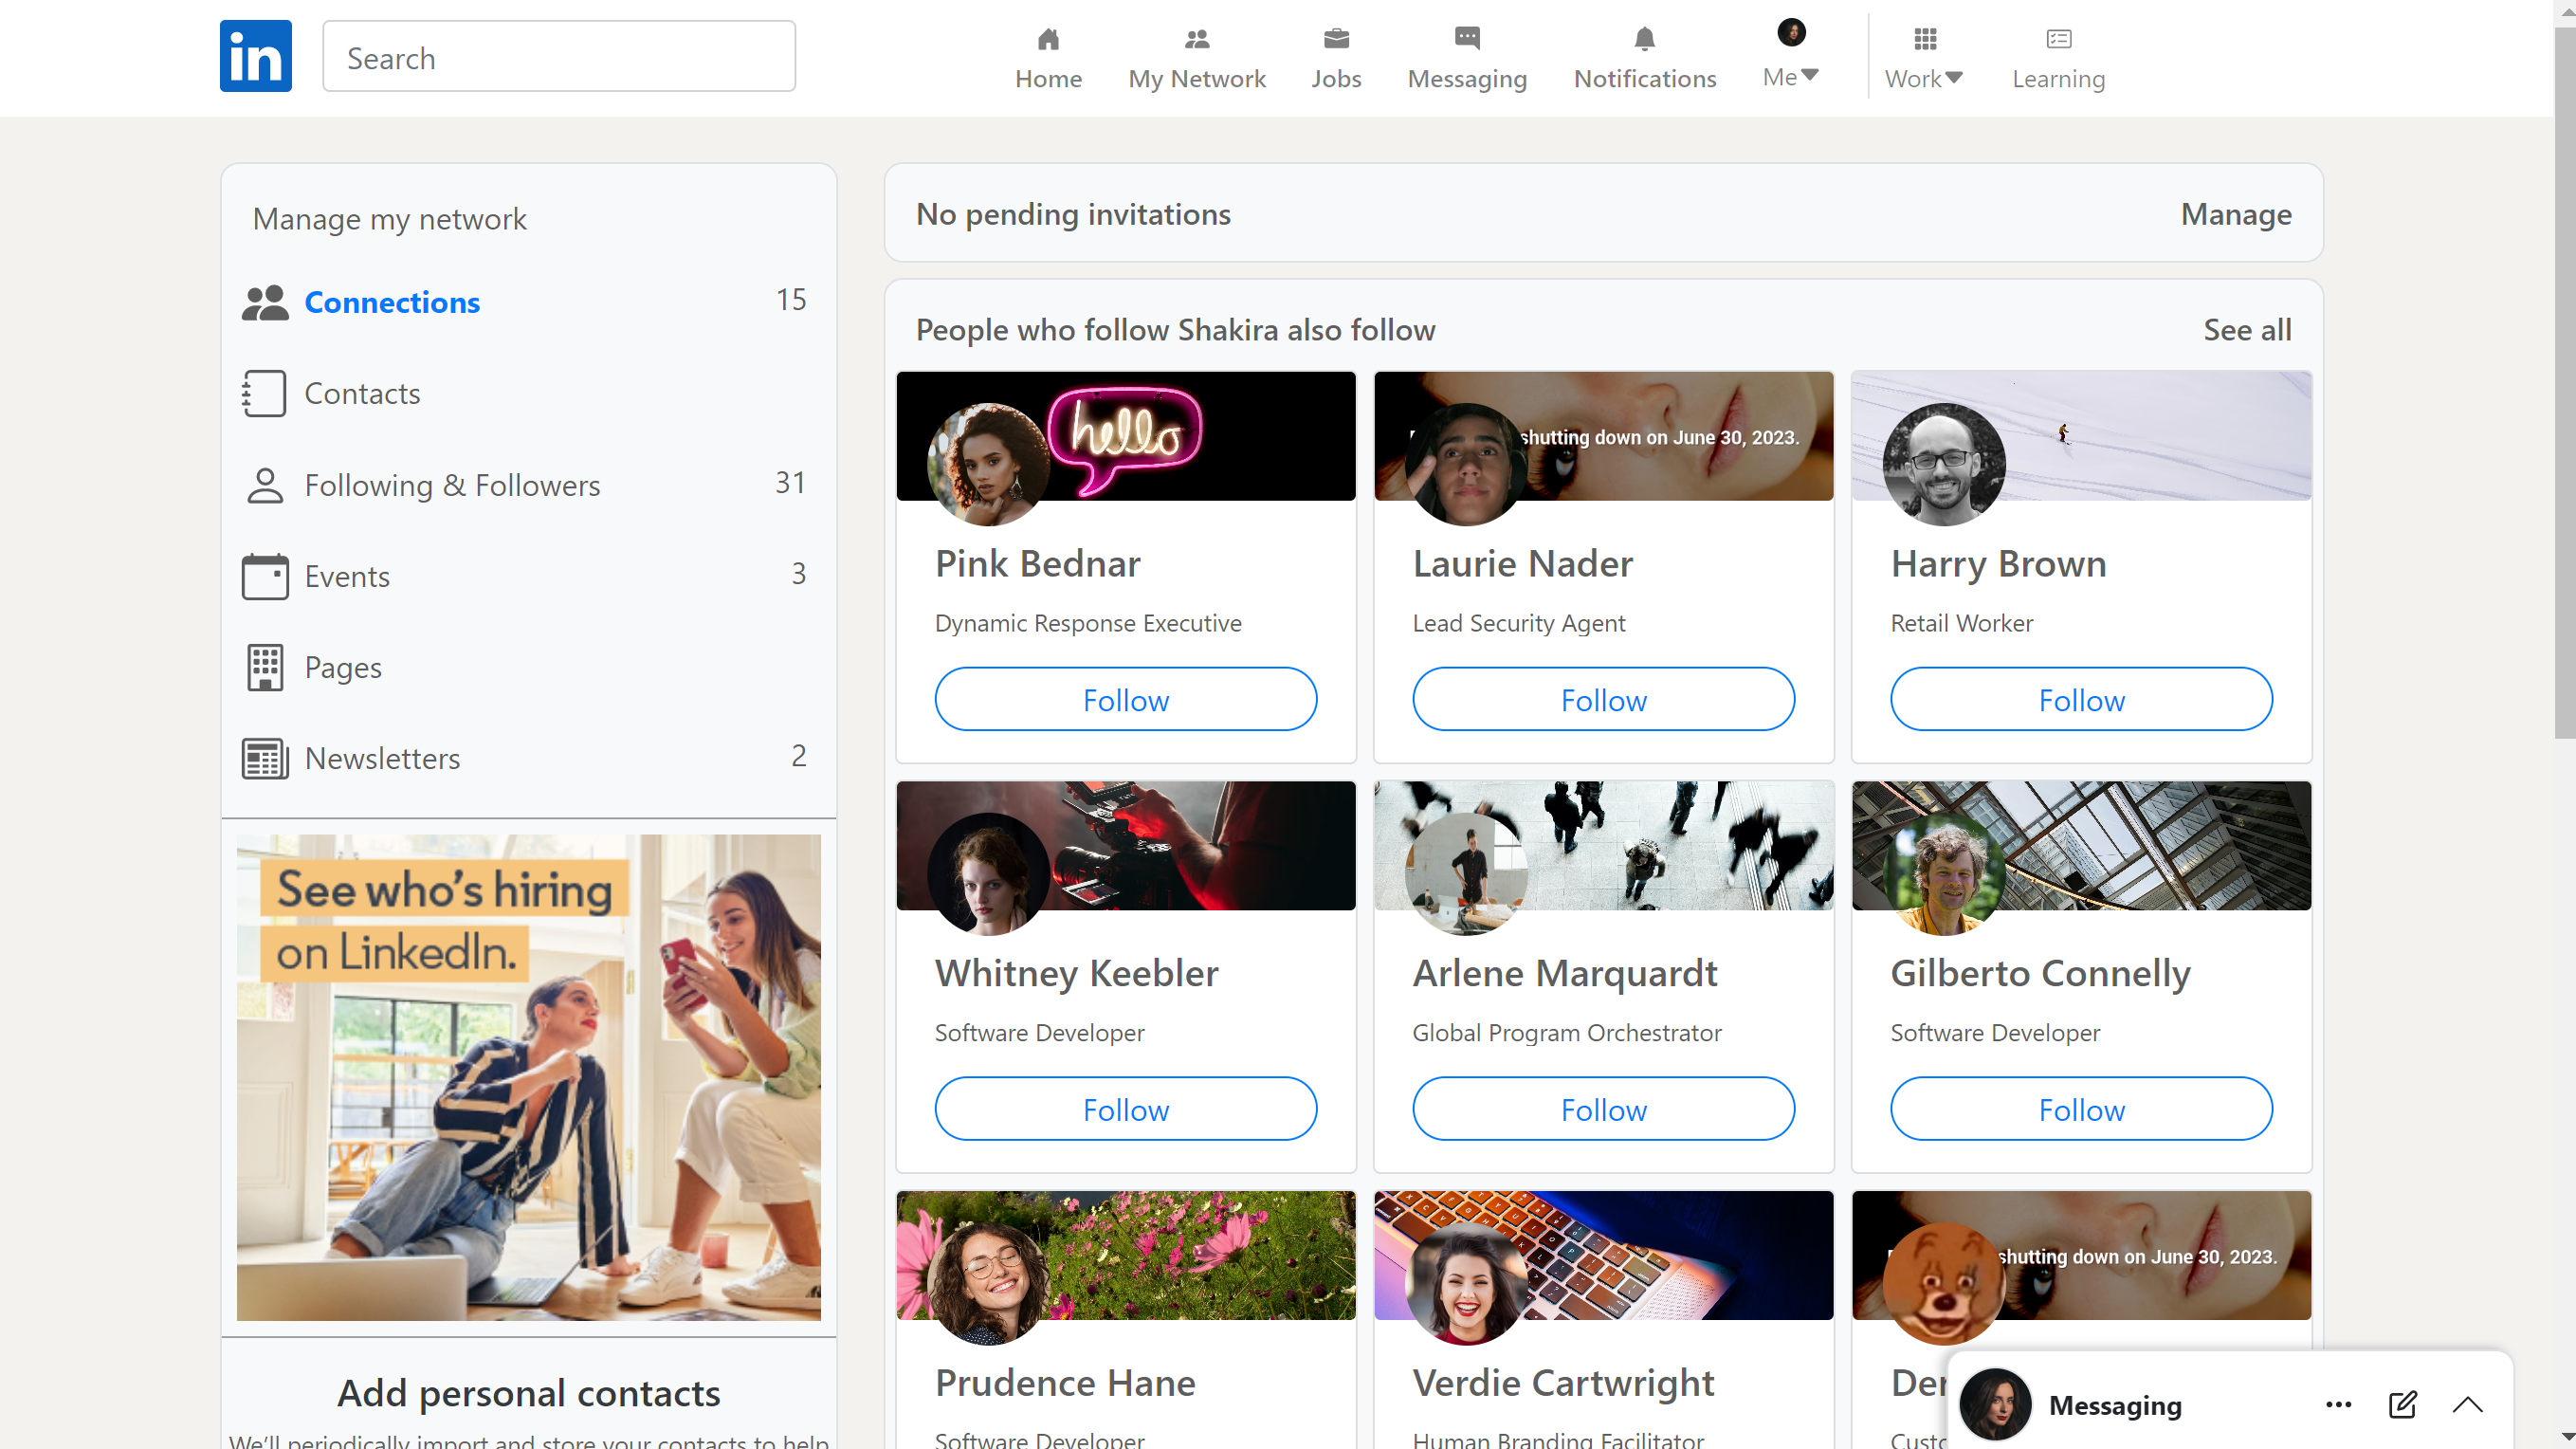 in
Search
Home
My Network
Jobs
Messaging
Notifications
Me
Work
Learning
Manage my network
Connections 15
Contacts
Following & Followers 31
Events 3
Pages
Newsletters 2
See who's hiring
on LinkedIn.
Add personal contacts
We'll periodically import and store your contacts to help
No pending invitations
Manage
People who follow Shakira also follow
See all
hello
shutting down on June 30, 2023.
Pink Bednar
Dynamic Response Executive
Follow
Laurie Nader
Lead Security Agent
Follow
Harry Brown
Retail Worker
Follow
Whitney Keebler
Software Developer
Follow
Arlene Marquardt
Global Program Orchestrator
Follow
Gilberto Connelly
Software Developer
Follow
shutting down on June 30, 2023.
Prudence Hane
Software Developer
Verdie Cartwright
Human Branding Facilitator
Messaging